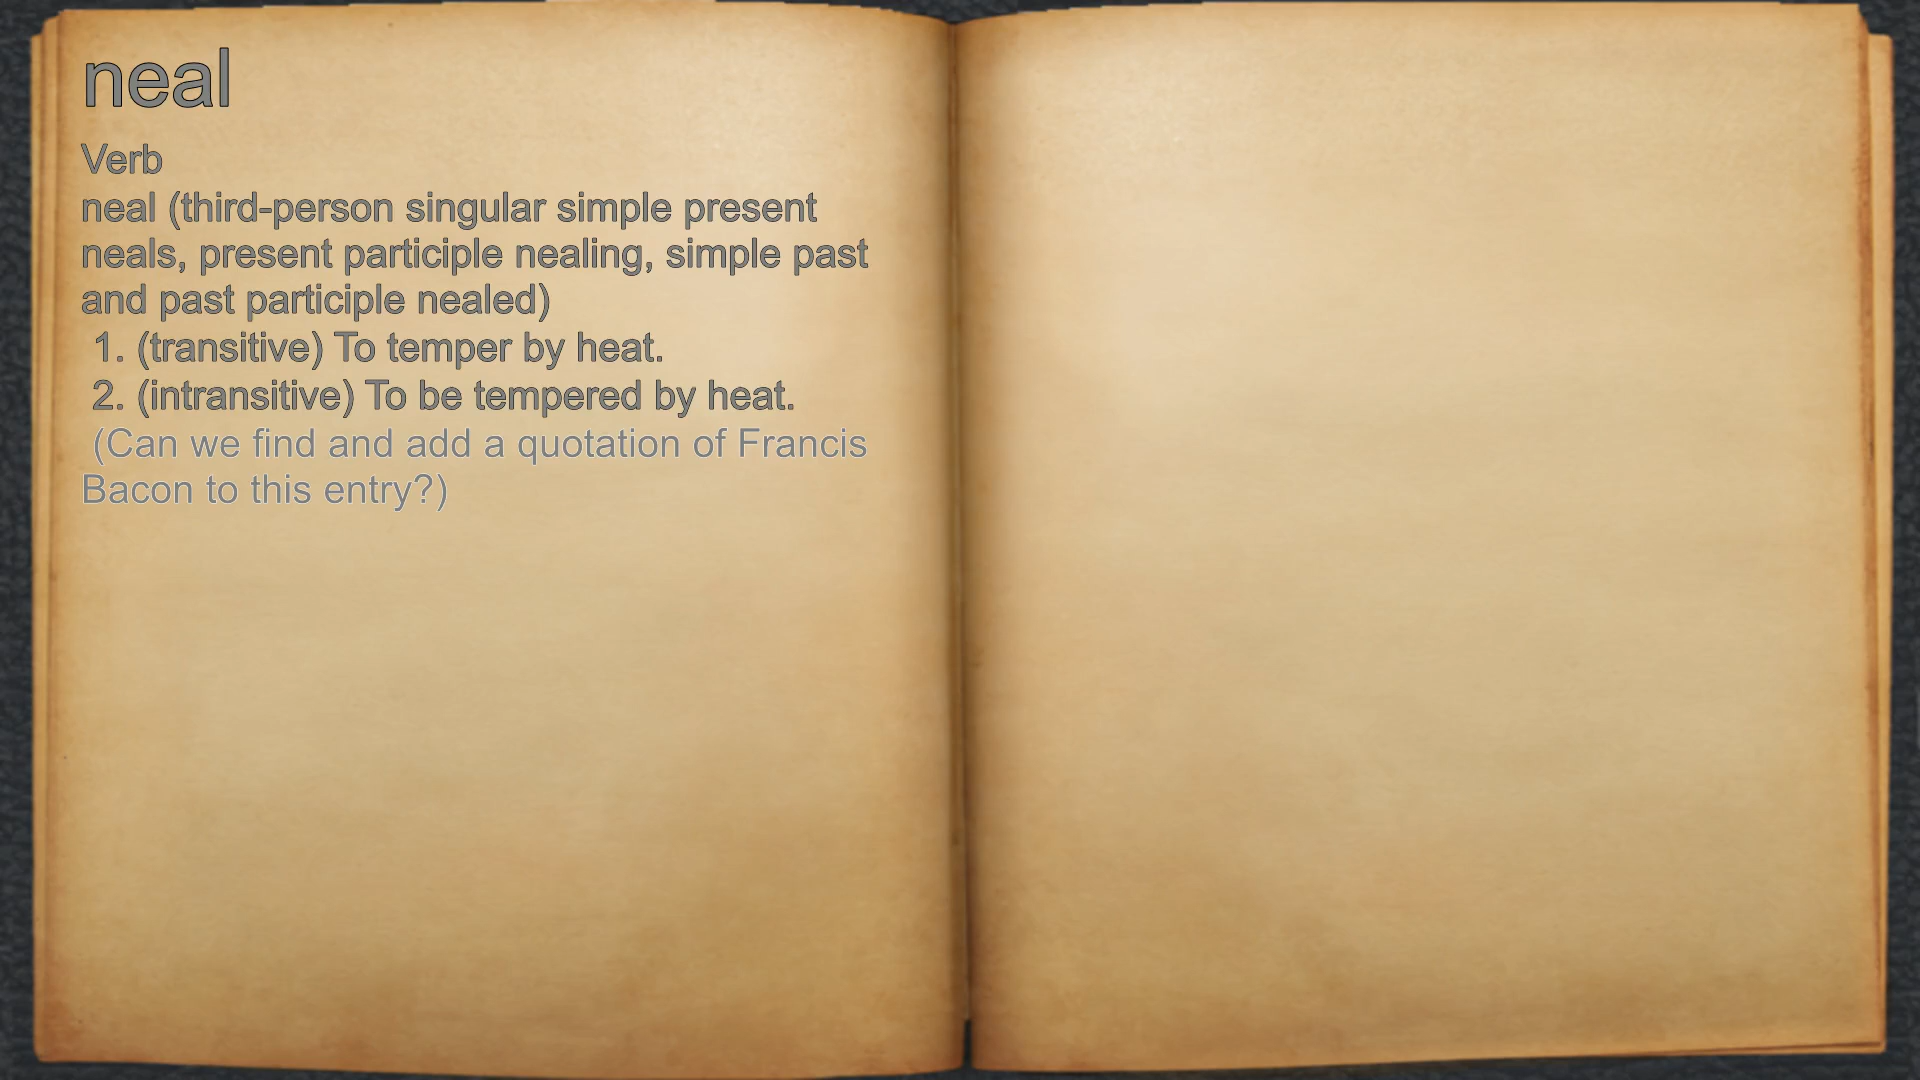 neal
Verb
neal (third-person singular simple present
neals, present participle nealing, simple past
and past participle nealed)
1. (transitive) To temper by heat.
2. (intransitive) To be tempered by heat.
(Can we find and add a quotation of Francis
Bacon to this entry?)